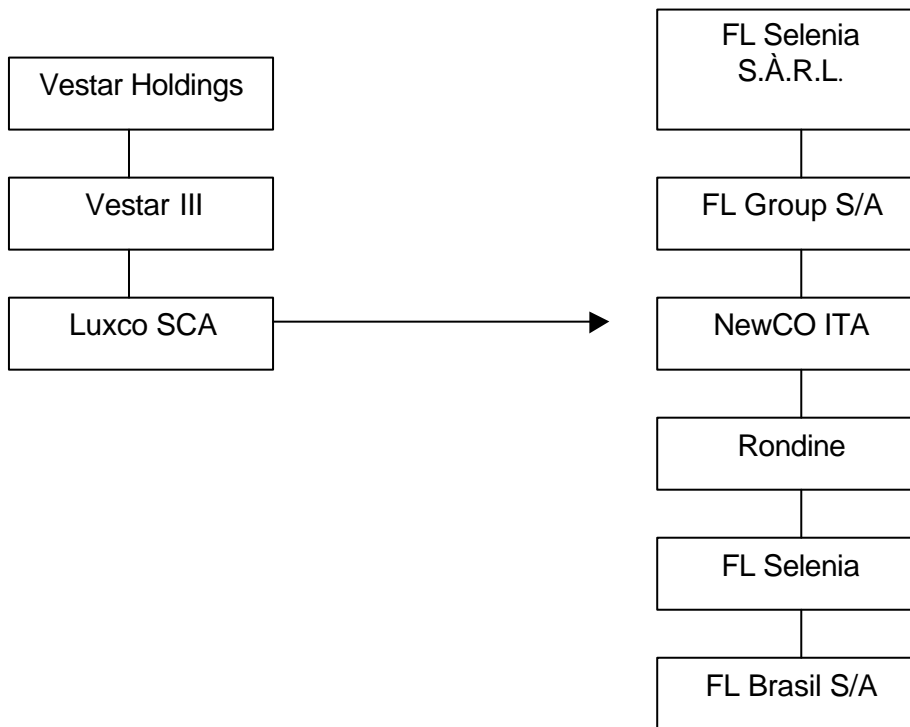 Vestar Holdings
Vestar III
Luxco SCA
FL Selenia
S.À.R.L.
FL Group S/A
NewCO ITA
Rondine
FL Selenia
FL Brasil S/A